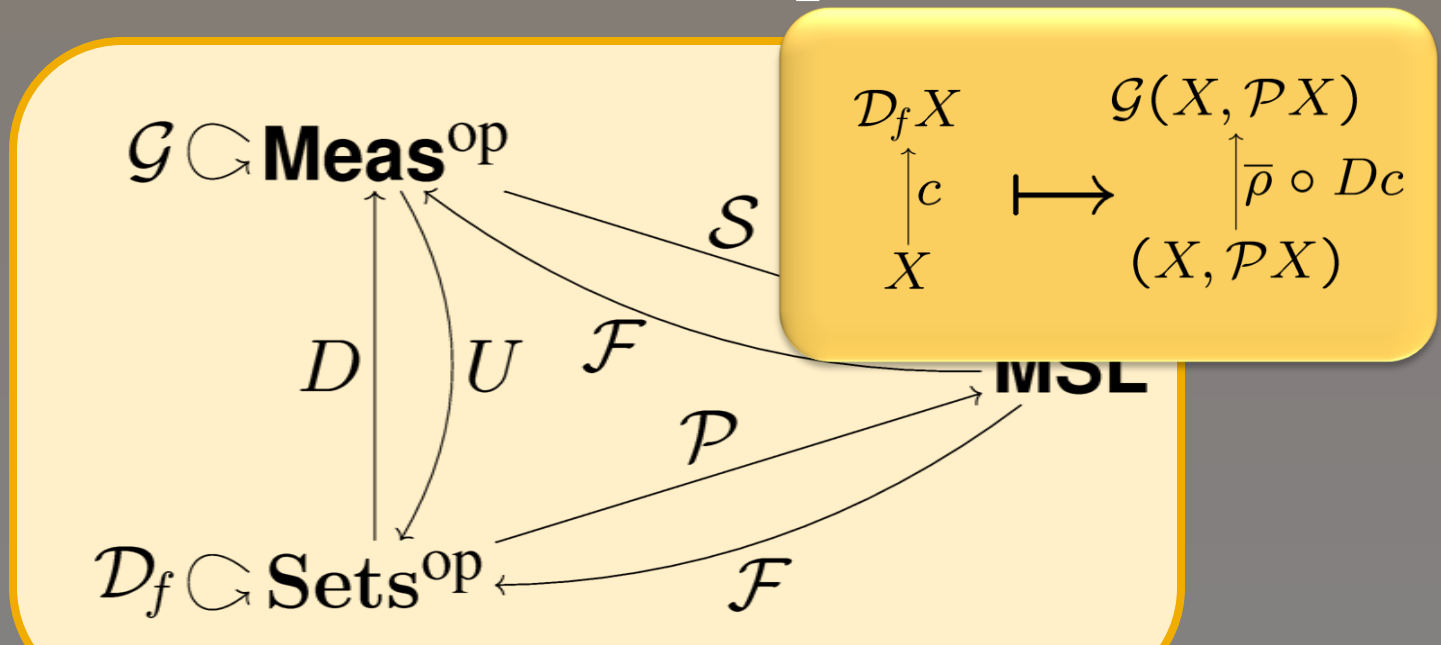 𝒟_f X
𝒢(X, 𝒫X)
c
ρ̄ ∘ Dc
X
(X, 𝒫X)
𝒢 Meas^op
𝒮
ℱ
D
U
MSL
𝒫
𝒟_f Sets^op
ℱ